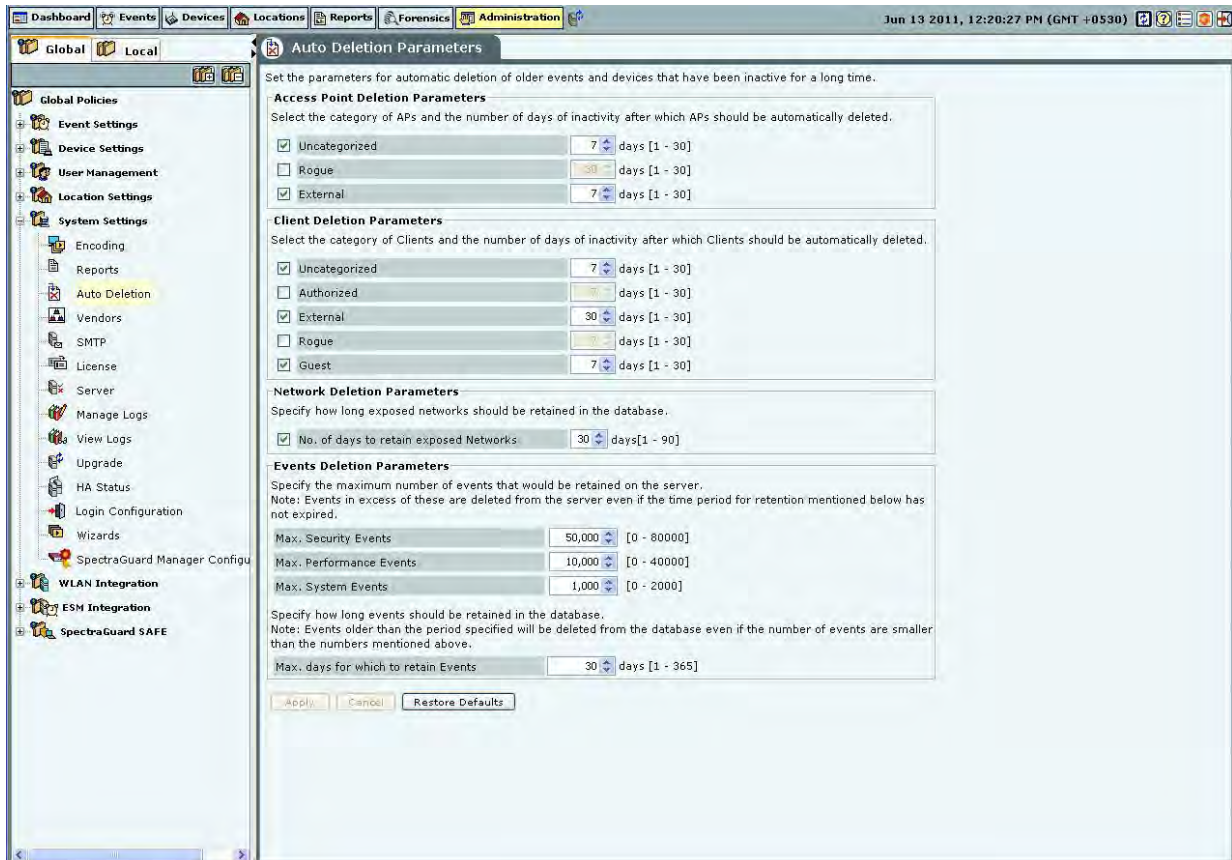 Dashboard Events Devices Locations Reports Forensics Administration Jun 13 2011, 12:20:27 PM (GMT +0530)
Global Local
Global Policies
Event Settings
Device Settings
User Management
Location Settings
System Settings
Encoding
Reports
Auto Deletion
Vendors
SMTP
License
Server
Manage Logs
View Logs
Upgrade
HA Status
Login Configuration
Wizards
SpectraGuard Manager Configu
WLAN Integration
ESM Integration
SpectraGuard SAFE
Auto Deletion Parameters
Set the parameters for automatic deletion of older events and devices that have been inactive for a long time.
Access Point Deletion Parameters
Select the category of APs and the number of days of inactivity after which APs should be automatically deleted.
Uncategorized 7 days [1 - 30]
Rogue 30 days [1 - 30]
External 7 days [1 - 30]
Client Deletion Parameters
Select the category of Clients and the number of days of inactivity after which Clients should be automatically deleted.
Uncategorized 7 days [1 - 30]
Authorized days [1 - 30]
External 30 days [1 - 30]
Rogue days [1 - 30]
Guest 7 days [1 - 30]
Network Deletion Parameters
Specify how long exposed networks should be retained in the database.
No. of days to retain exposed Networks 30 days[1 - 90]
Events Deletion Parameters
Specify the maximum number of events that would be retained on the server.
Note: Events in excess of these are deleted from the server even if the time period for retention mentioned below has
not expired.
Max. Security Events 50,000 [0 - 80000]
Max. Performance Events 10,000 [0 - 40000]
Max. System Events 1,000 [0 - 2000]
Specify how long events should be retained in the database.
Note: Events older than the period specified will be deleted from the database even if the number of events are smaller
than the numbers mentioned above.
Max. days for which to retain Events 30 days [1 - 365]
Apply Cancel Restore Defaults